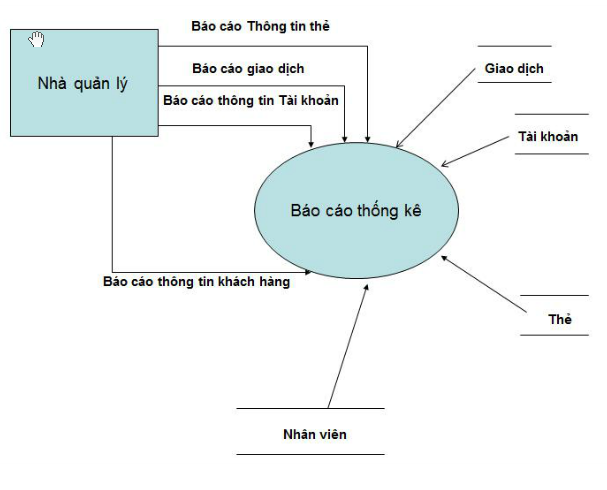 Báo cáo Thông tin thẻ
Báo cáo giao dịch
Giao dịch
Nhà quản lý
Báo cáo thông tin Tài khoản
Tài khoản
Báo cáo thống kê
Báo cáo thông tin khách hàng
Thẻ
Nhân viên